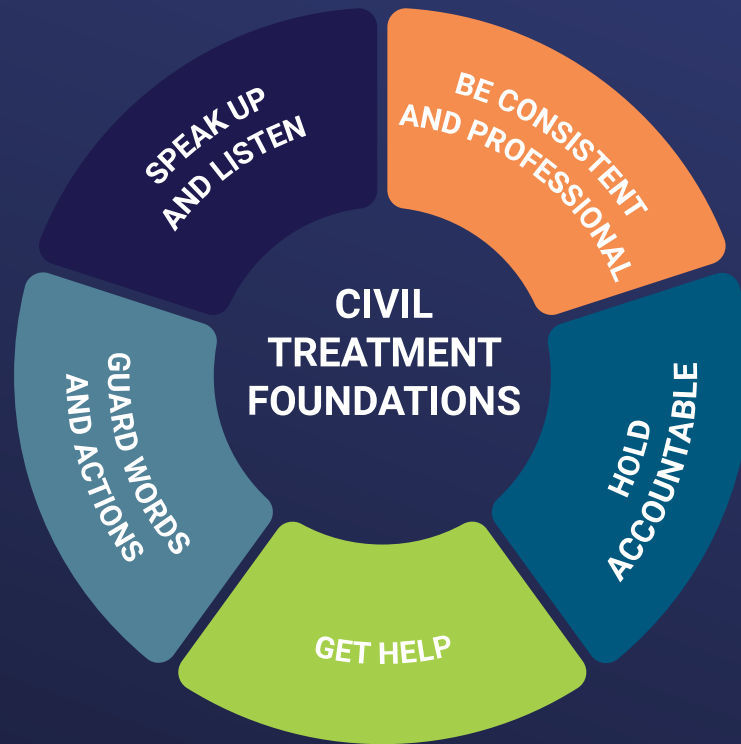 CIVIL
TREATMENT
FOUNDATIONS
BE CONSISTENT
AND PROFESSIONAL
HOLD
ACCOUNTABLE
GET HELP
GUARD WORDS
AND ACTIONS
SPEAK UP
AND LISTEN